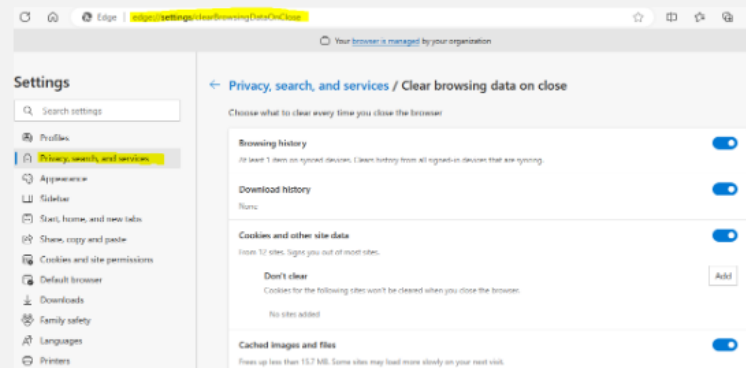 Edge
edge://settings/clearBrowsingDataOnClose
Your browser is managed by your organization
Settings
Search settings
Profiles
Privacy, search, and services
Appearance
Sidebar
Start, home, and new tabs
Share, copy and paste
Cookies and site permissions
Default browser
Downloads
Family safety
Languages
Printers
Privacy, search, and services / Clear browsing data on close
Choose what to clear every time you close the browser
Browsing history
At least 1 item on synced devices. Clears history from all signed-in devices that are syncing.
Download history
None
Cookies and other site data
From 12 sites. Signs you out of most sites.
Don't clear
Add
Cookies for the following sites won't be cleared when you close the browser.
No sites added
Cached images and files
Frees up less than 15.7 MB. Some sites may load more slowly on your next visit.